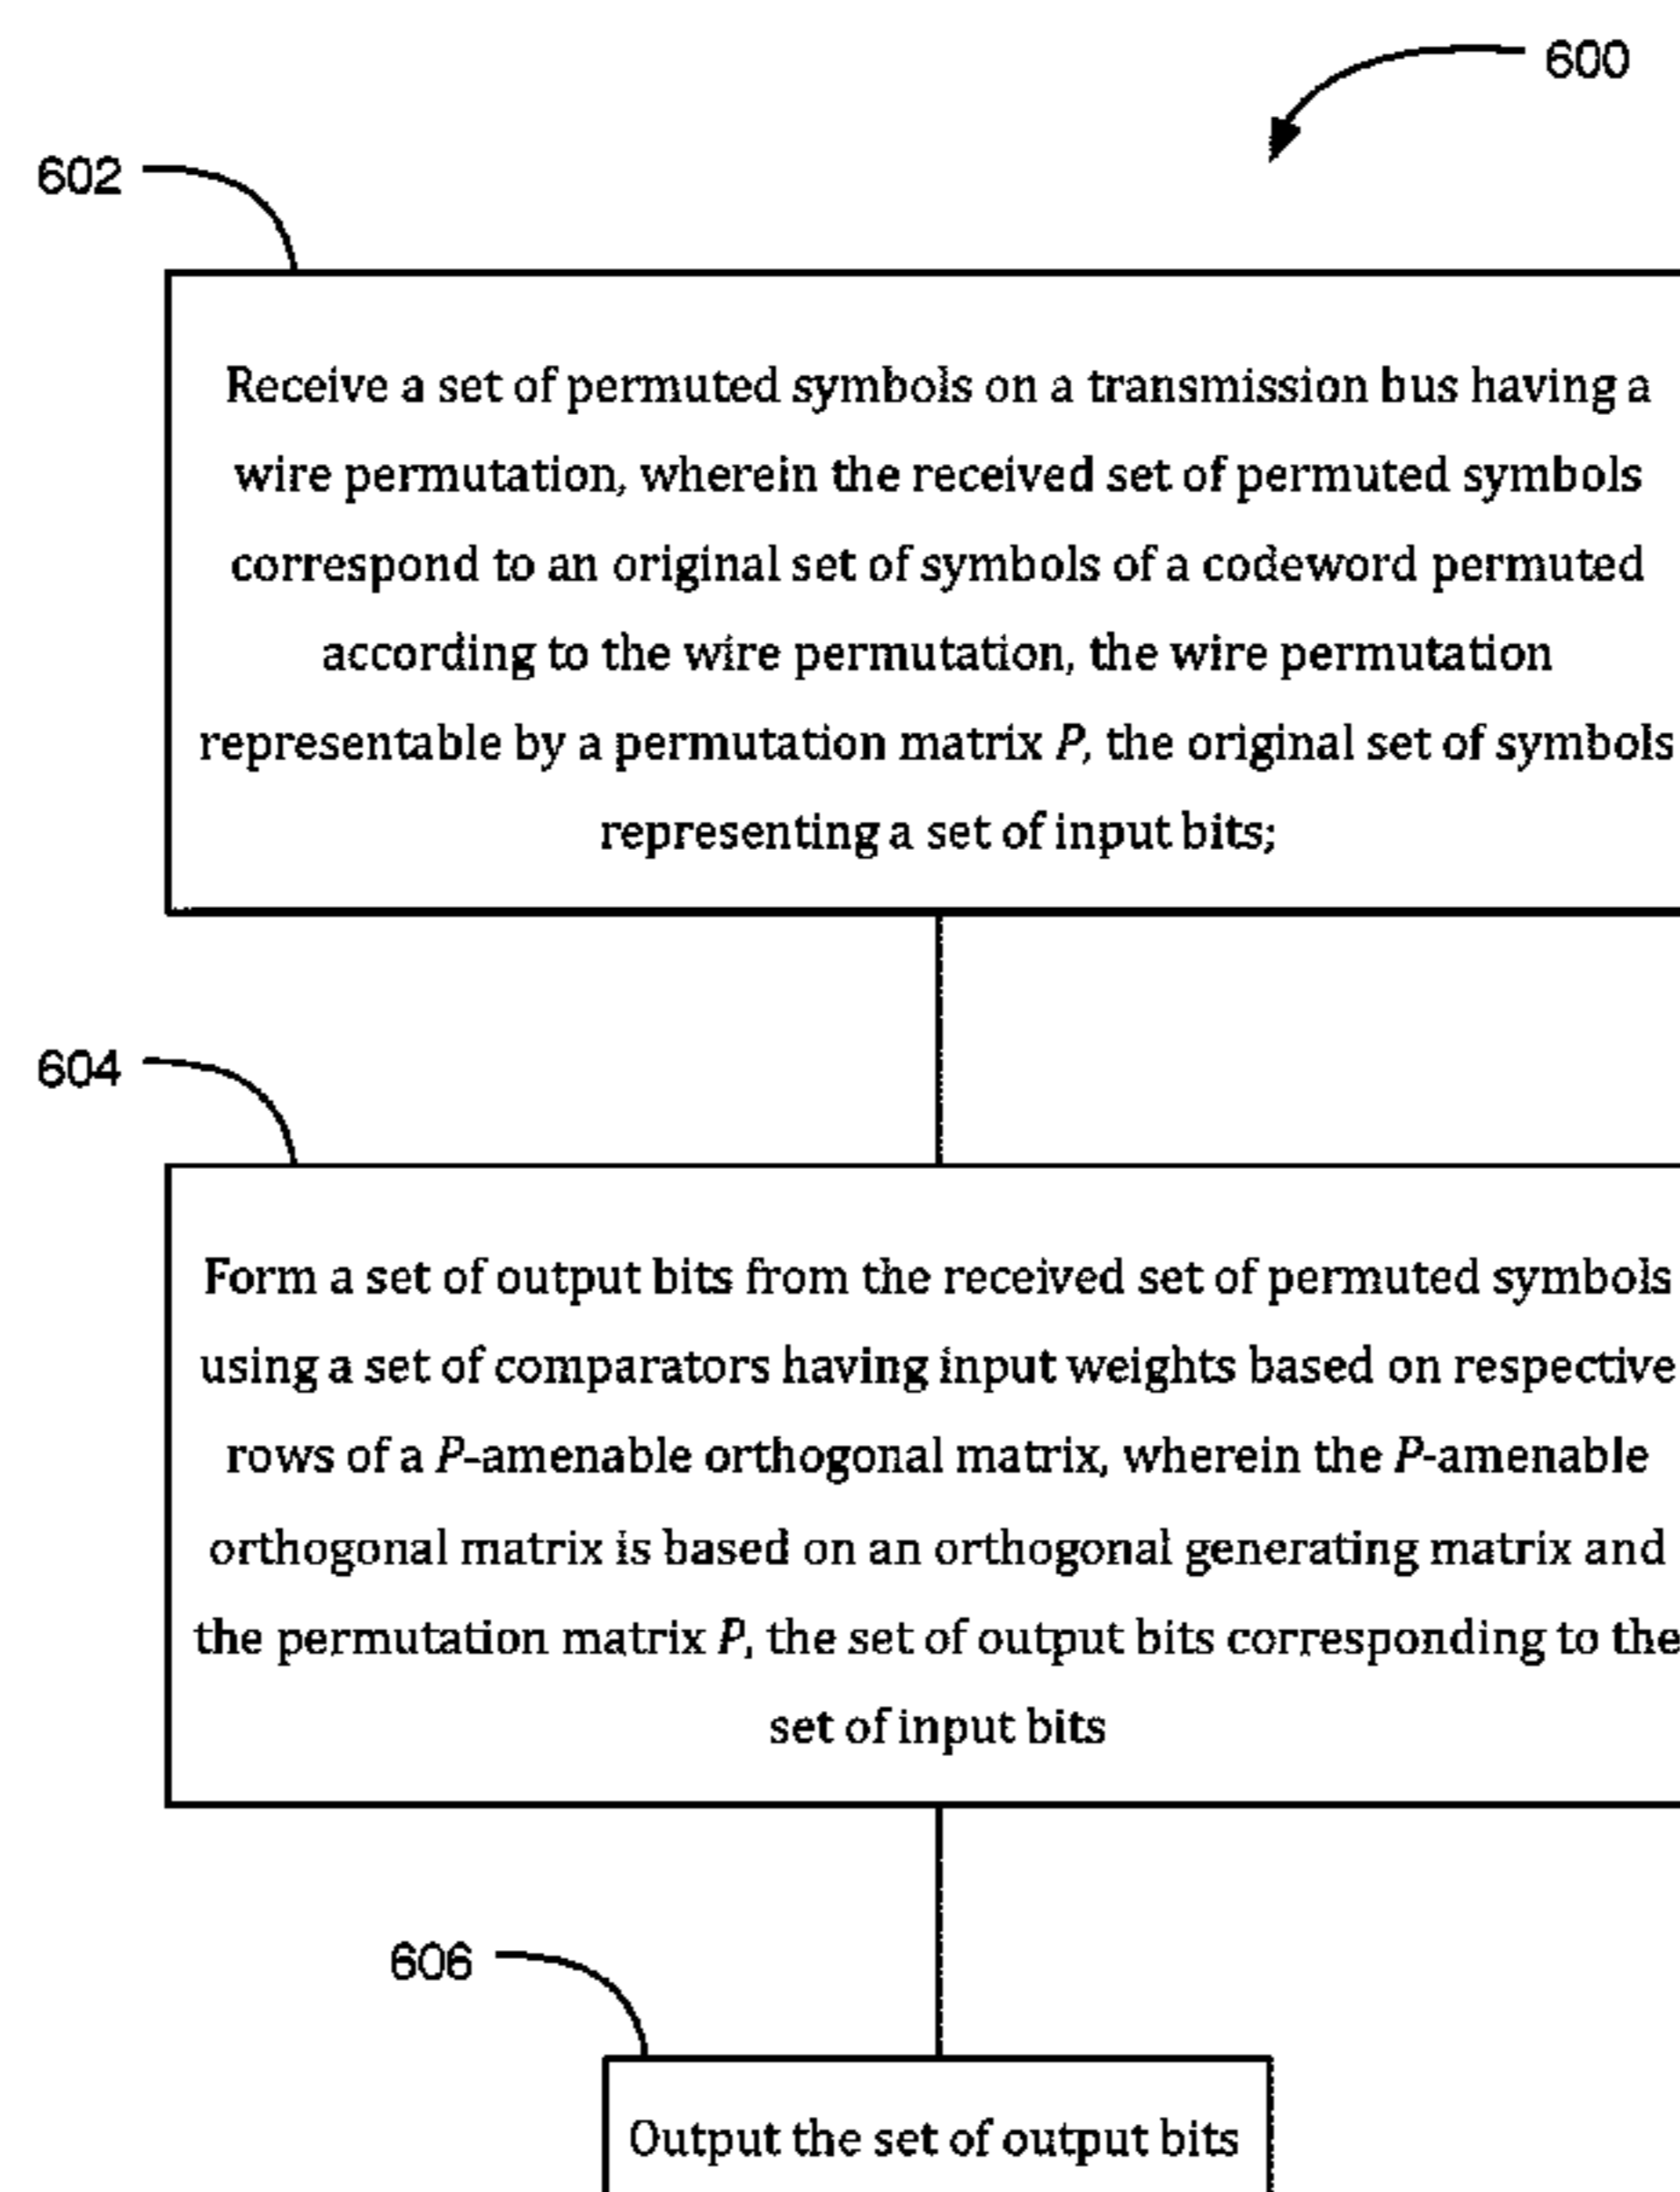 600
602
Receive a set of permuted symbols on a transmission bus having a
wire permutation, wherein the received set of permuted symbols
correspond to an original set of symbols of a codeword permuted
according to the wire permutation, the wire permutation
representable by a permutation matrix P, the original set of symbols
representing a set of input bits;
604
Form a set of output bits from the received set of permuted symbols
using a set of comparators having input weights based on respective
rows of a P-amenable orthogonal matrix, wherein the P-amenable
orthogonal matrix is based on an orthogonal generating matrix and
the permutation matrix P, the set of output bits corresponding to the
set of input bits
606
Output the set of output bits